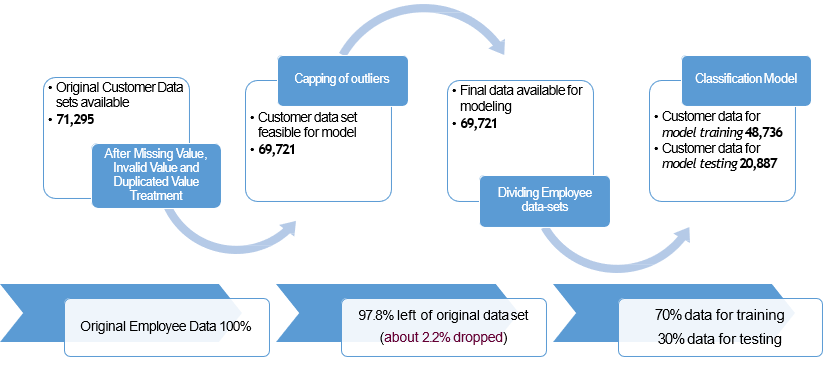 • Original Customer Data
sets available
• 71,295
After Missing Value,
Invalid Value and
Duplicated Value
Treatment
Capping of outliers
• Customer data set
feasible for model
• 69,721
• Final data available for
modeling
• 69,721
Dividing Employee
data-sets
Classification Model
• Customer data for
model training 48,736
• Customer data for
model testing 20,887
Original Employee Data 100%
97.8% left of original data set
(about 2.2% dropped)
70% data for training
30% data for testing